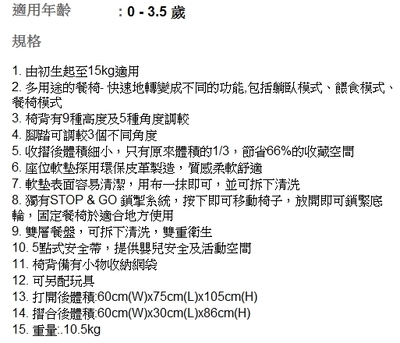 適用年齡 : 0 - 3.5 歲
規格
1. 由初生起至15kg適用
2. 多用途的餐椅- 快速地轉變成不同的功能,包括躺臥模式、餵食模式、
餐椅模式
3. 椅背有9種高度及5種角度調較
4. 腳踏可調較3個不同角度
5. 收摺後體積細小，只有原來體積的1/3，節省66%的收藏空間
6. 座位軟墊採用環保皮革製造，質感柔軟舒適
7. 軟墊表面容易清潔，用布一抹即可，並可拆下清洗
8. 獨有STOP & GO 鎖掣系統，按下即可移動椅子，放開即可鎖緊底
輪，固定餐椅於適合地方使用
9. 雙層餐盤，可拆下清洗，雙重衛生
10. 5點式安全帶，提供嬰兒安全及活動空間
11. 椅背備有小物收納網袋
12. 可另配玩具
13. 打開後體積:60cm(W)x75cm(L)x105cm(H)
14. 摺合後體積:60cm(W)x30cm(L)x86cm(H)
15. 重量:.10.5kg